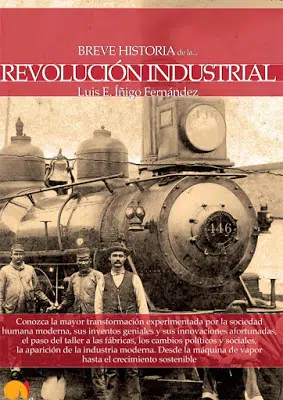 BREVE HISTORIA de la...
REVOLUCIÓN INDUSTRIAL
Luis E. Íñigo Fernández
446
Conozca la mayor transformación experimentada por la sociedad
humana moderna, sus inventos geniales y sus innovaciones afortunadas,
el paso del taller a las fábricas, los cambios políticos y sociales,
la aparición de la industria moderna. Desde la máquina de vapor
hasta el crecimiento sostenible